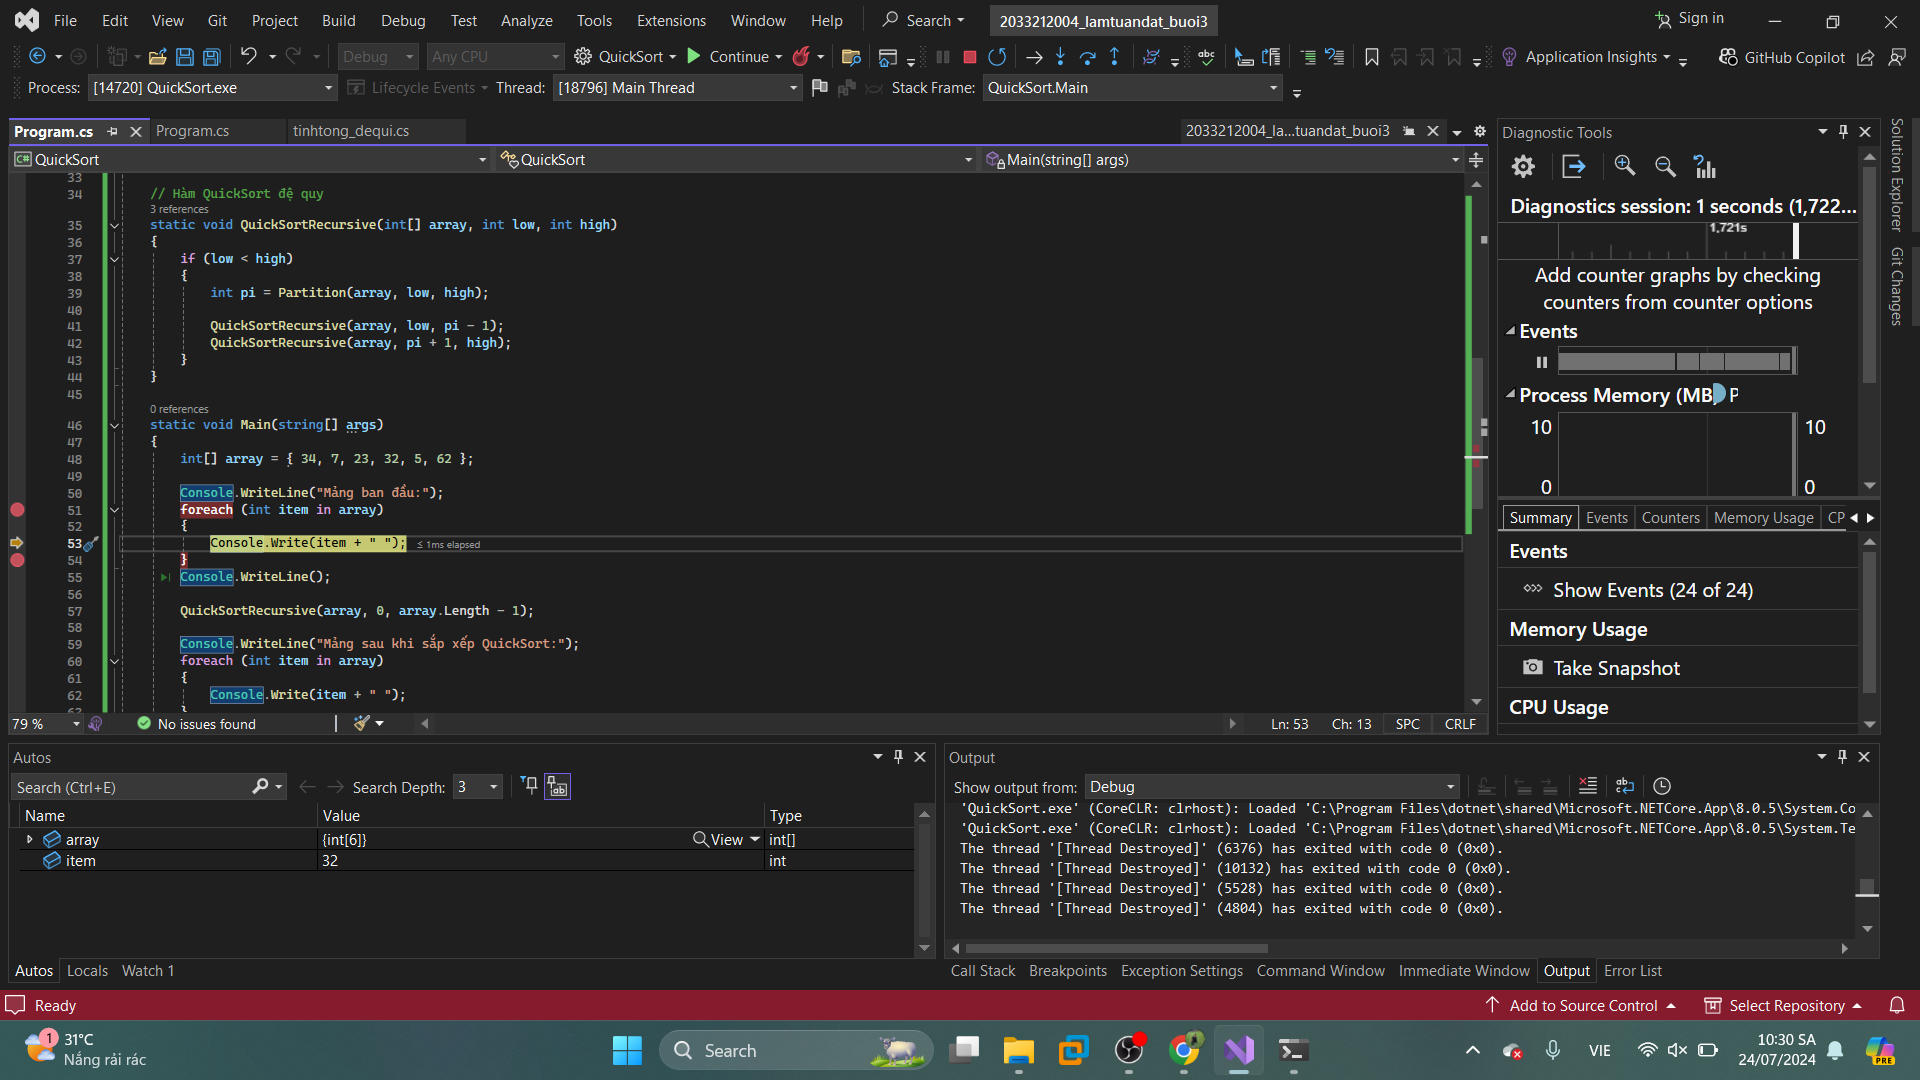 File Edit View Git Project Build Debug Test Analyze Tools Extensions Window Help Search 2033212004_lamtuandat_buoi3 Sign in
Debug Any CPU QuickSort Continue abc Application Insights GitHub Copilot
Process: [14720] QuickSort.exe Lifecycle Events Thread: [18796] Main Thread Stack Frame: QuickSort.Main
Program.cs Program.cs tinhtong_dequi.cs 2033212004_la...tuandat_buoi3
C# QuickSort QuickSort Main(string[] args)
33
34 // Hàm QuickSort đệ quy
3 references
35 static void QuickSortRecursive(int[] array, int low, int high)
36 {
37 if (low < high)
38 {
39 int pi = Partition(array, low, high);
40
41 QuickSortRecursive(array, low, pi - 1);
42 QuickSortRecursive(array, pi + 1, high);
43 }
44 }
45
0 references
46 static void Main(string[] args)
47 {
48 int[] array = { 34, 7, 23, 32, 5, 62 };
49
50 Console.WriteLine("Mảng ban đầu:");
51 foreach (int item in array)
52 {
53 Console.Write(item + " "); ≤ 1ms elapsed
54 }
55 Console.WriteLine();
56
57 QuickSortRecursive(array, 0, array.Length - 1);
58
59 Console.WriteLine("Mảng sau khi sắp xếp QuickSort:");
60 foreach (int item in array)
61 {
62 Console.Write(item + " ");
79 % No issues found Ln: 53 Ch: 13 SPC CRLF
Diagnostic Tools
Diagnostics session: 1 seconds (1,722...
1,721s
Add counter graphs by checking
counters from counter options
Events
Process Memory (MB) P
10 10
0 0
Summary Events Counters Memory Usage CP
Events
Show Events (24 of 24)
Memory Usage
Take Snapshot
CPU Usage
Solution Explorer
Git Changes
Autos
Search (Ctrl+E) Search Depth: 3
Name Value Type
array {int[6]} View int[]
item 32 int
Autos Locals Watch 1
Output
Show output from: Debug
'QuickSort.exe' (CoreCLR: clrhost): Loaded 'C:\Program Files\dotnet\shared\Microsoft.NETCore.App\8.0.5\System.Co
'QuickSort.exe' (CoreCLR: clrhost): Loaded 'C:\Program Files\dotnet\shared\Microsoft.NETCore.App\8.0.5\System.Te
The thread '[Thread Destroyed]' (6376) has exited with code 0 (0x0).
The thread '[Thread Destroyed]' (10132) has exited with code 0 (0x0).
The thread '[Thread Destroyed]' (5528) has exited with code 0 (0x0).
The thread '[Thread Destroyed]' (4804) has exited with code 0 (0x0).
Call Stack Breakpoints Exception Settings Command Window Immediate Window Output Error List
Ready Add to Source Control Select Repository
1 31°C
Nắng rải rác
Search
VIE
10:30 SA
24/07/2024
PRE